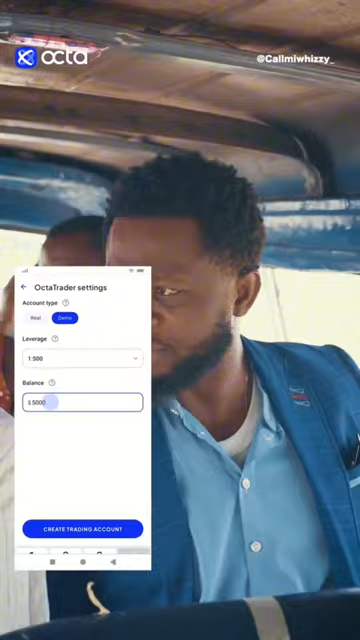 octa
@Callmiwhizzy_
OctaTrader settings
Account type
Real
Demo
Leverage
1:500
Balance
$5000
CREATE TRADING ACCOUNT